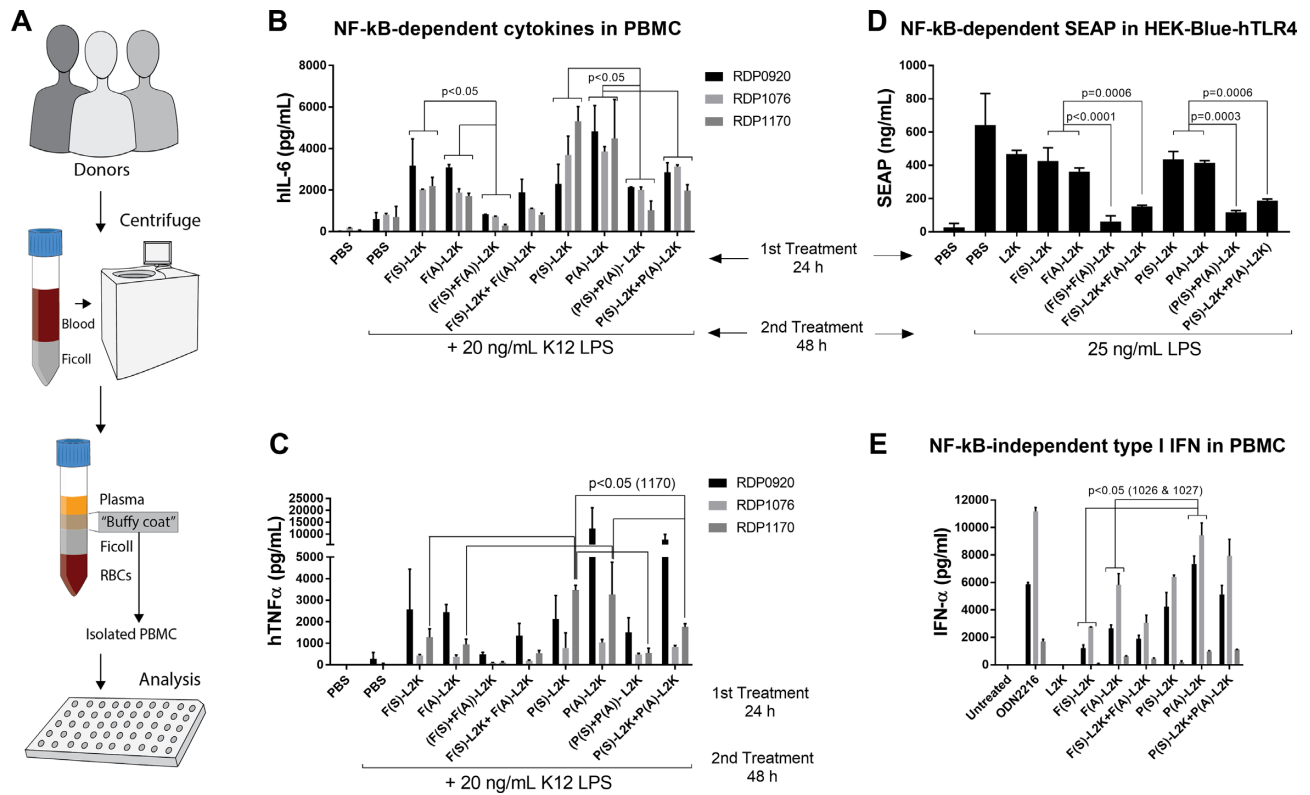 A
Donors
Centrifuge
Blood
Ficoll
Plasma
“Buffy coat”
Ficoll
RBCs
Isolated PBMC
Analysis
B
NF-kB-dependent cytokines in PBMC
hIL-6 (pg/mL)
8000
6000
4000
2000
0
p<0.05
p<0.05
RDP0920
RDP1076
RDP1170
PBS
PBS
F(S)-L2K
F(A)-L2K
(F(S)+F(A))-L2K
F(S)-L2K+ F((A)-L2K
P(S)-L2K
P(A)-L2K
(P(S)+P(A))-L2K
P(S)-L2K+P(A)-L2K
+ 20 ng/mL K12 LPS
1st Treatment
24 h
2nd Treatment
48 h
C
hTNFα (pg/mL)
25000
20000
15000
10000
5000
4000
3000
2000
1000
0
p<0.05 (1170)
RDP0920
RDP1076
RDP1170
PBS
PBS
F(S)-L2K
F(A)-L2K
(F(S)+F(A))-L2K
F(S)-L2K+ F(A)-L2K
P(S)-L2K
P(A)-L2K
(P(S)+P(A))-L2K
P(S)-L2K+P(A)-L2K
+ 20 ng/mL K12 LPS
1st Treatment
24 h
2nd Treatment
48 h
D
NF-kB-dependent SEAP in HEK-Blue-hTLR4
SEAP (ng/mL)
1000
800
600
400
200
0
p=0.0006
p<0.0001
p=0.0006
p=0.0003
PBS
PBS
L2K
F(S)-L2K
F(A)-L2K
(F(S)+F(A))-L2K
F(S)-L2K+F(A)-L2K
P(S)-L2K
P(A)-L2K
(P(S)+P(A))-L2K
P(S)-L2K+P(A)-L2K)
25 ng/mL LPS
E
NF-kB-independent type I IFN in PBMC
IFN-α (pg/ml)
12000
10000
8000
6000
4000
2000
0
p<0.05 (1026 & 1027)
Untreated
ODN2216
L2K
F(S)-L2K
F(A)-L2K
F(S)-L2K+F(A)-L2K
P(S)-L2K
P(A)-L2K
P(S)-L2K+P(A)-L2K